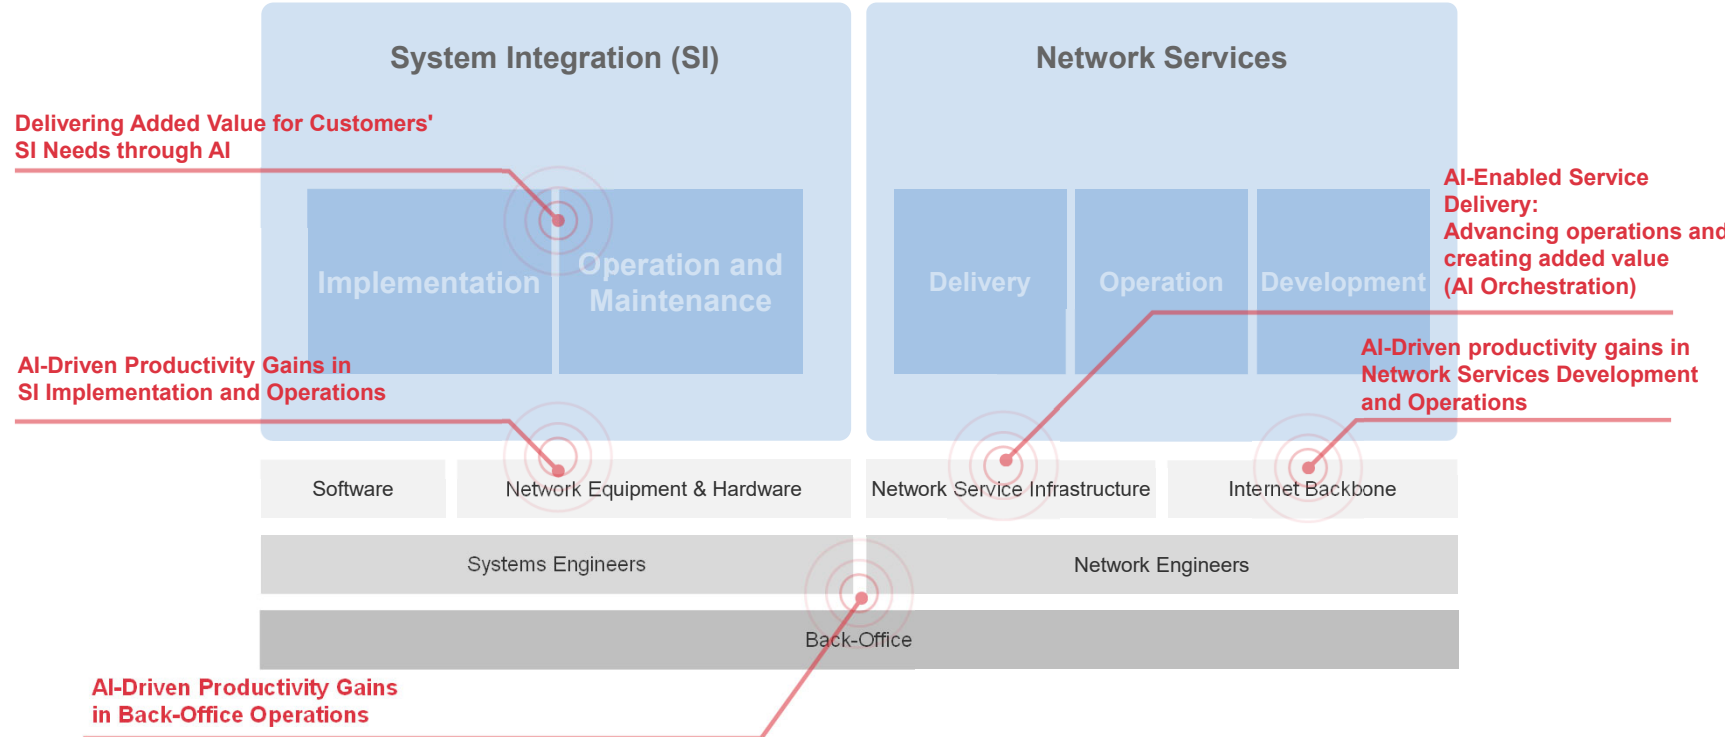 System Integration (SI)
Network Services
Delivering Added Value for Customers'
SI Needs through AI
AI-Enabled Service
Delivery:
Advancing operations and
creating added value
(AI Orchestration)
Implementation
Operation and
Maintenance
Delivery
Operation
Development
AI-Driven Productivity Gains in
SI Implementation and Operations
AI-Driven productivity gains in
Network Services Development
and Operations
Software
Network Equipment & Hardware
Network Service Infrastructure
Internet Backbone
Systems Engineers
Network Engineers
Back-Office
AI-Driven Productivity Gains
in Back-Office Operations